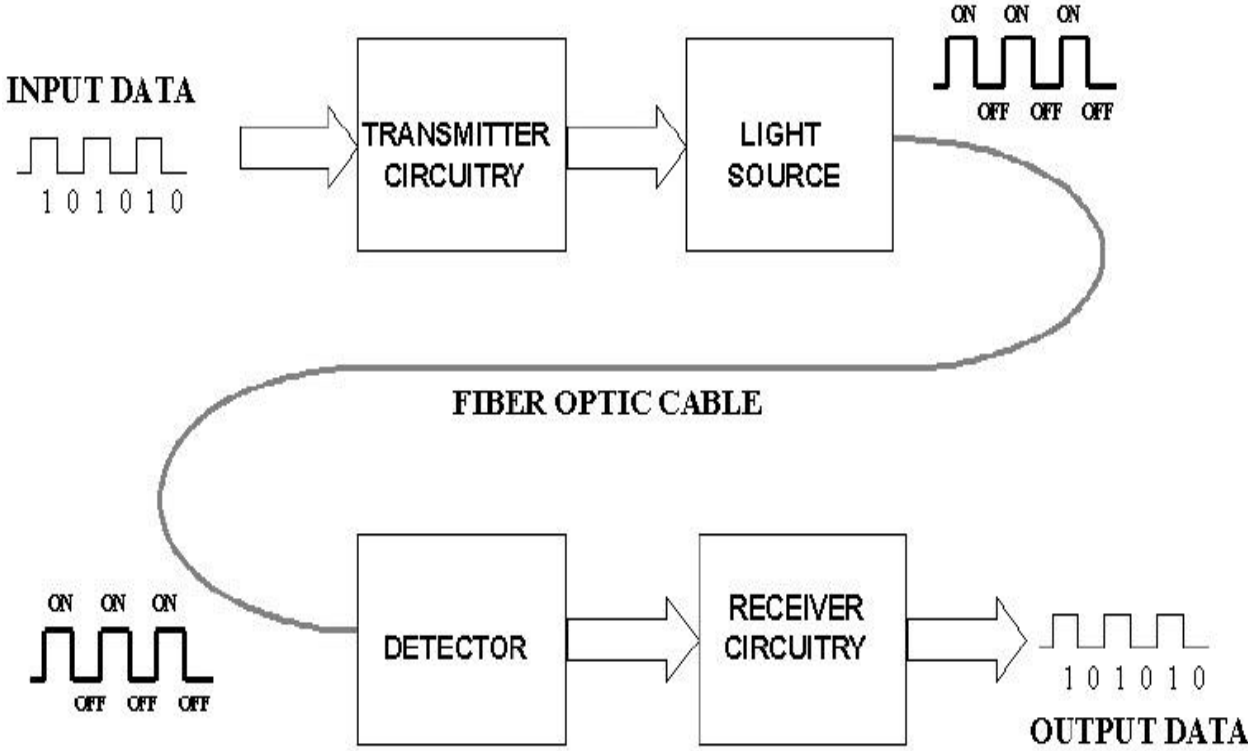 ON ON ON
OFF OFF OFF
INPUT DATA
1 0 1 0 1 0
TRANSMITTER
CIRCUITRY
LIGHT
SOURCE
FIBER OPTIC CABLE
ON ON ON
OFF OFF OFF
DETECTOR
RECEIVER
CIRCUITRY
1 0 1 0 1 0
OUTPUT DATA